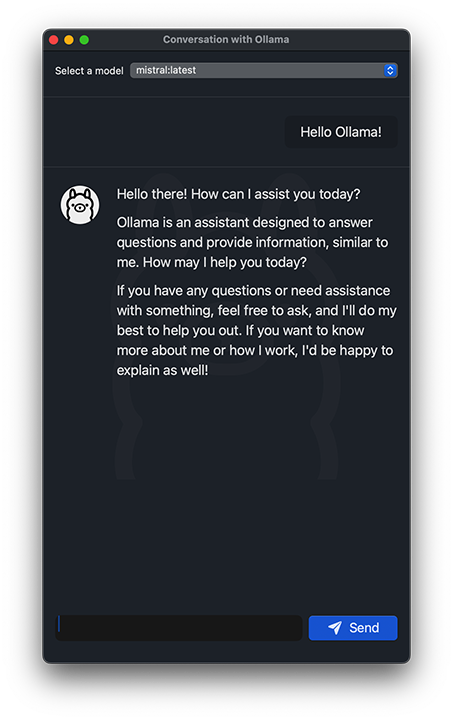 Conversation with Ollama
Select a model mistral:latest
Hello Ollama!
Hello there! How can I assist you today?
Ollama is an assistant designed to answer
questions and provide information, similar to
me. How may I help you today?
If you have any questions or need assistance
with something, feel free to ask, and I'll do my
best to help you out. If you want to know
more about me or how I work, I'd be happy to
explain as well!
Send